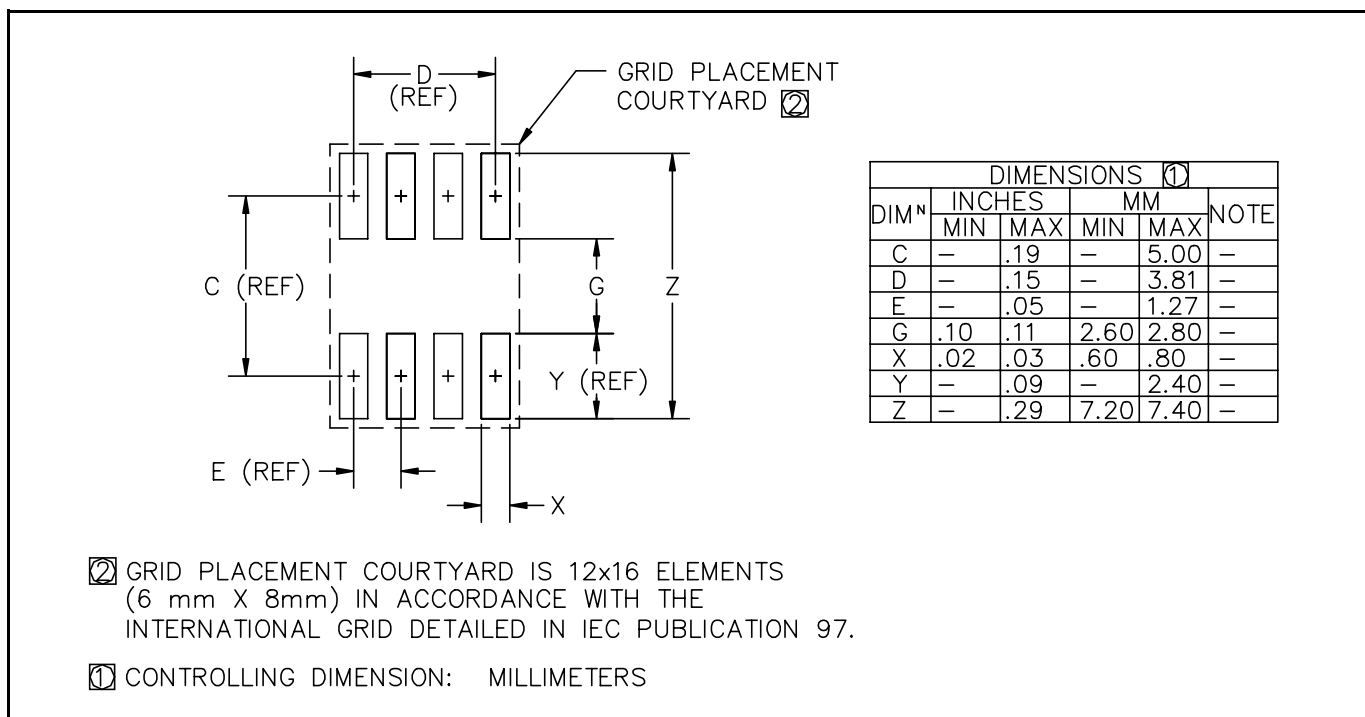 D
(REF)
GRID PLACEMENT
COURTYARD ②
C (REF)
G
Z
Y (REF)
E (REF)
X
DIMENSIONS ①
DIMᴺ INCHES MM NOTE
MIN MAX MIN MAX
C – .19 – 5.00 –
D – .15 – 3.81 –
E – .05 – 1.27 –
G .10 .11 2.60 2.80 –
X .02 .03 .60 .80 –
Y – .09 – 2.40 –
Z – .29 7.20 7.40 –
② GRID PLACEMENT COURTYARD IS 12x16 ELEMENTS
(6 mm X 8mm) IN ACCORDANCE WITH THE
INTERNATIONAL GRID DETAILED IN IEC PUBLICATION 97.
① CONTROLLING DIMENSION: MILLIMETERS